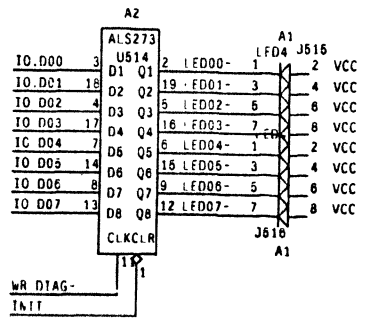 A2
ALS273
U514
A1
LED4 J515
IO.D00 3 D1 Q1 2 LED00- 1 2 VCC
IO.D01 18 D2 Q2 19 LED01- 3 4 VCC
IO D02 4 D3 Q3 5 LED02- 5 6 VCC
IO D03 17 D4 Q4 16 LED03- 7 8 VCC
IO D04 7 D5 Q5 6 LED04- 1 2 VCC
IO D05 14 D6 Q6 15 LED05- 3 4 VCC
IO D06 8 D7 Q7 9 LED06- 5 6 VCC
IO D07 13 D8 Q8 12 LED07- 7 8 VCC
CLKCLR
J516
A1
11 1
WR DIAG-
INIT